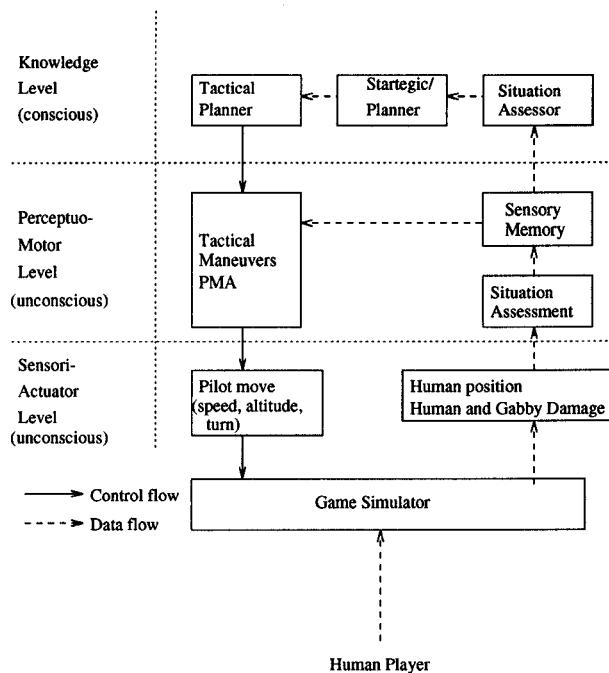 Knowledge
Level
(conscious)
Tactical
Planner
Startegic/
Planner
Situation
Assessor
Perceptuo-
Motor
Level
(unconscious)
Tactical
Maneuvers
PMA
Sensory
Memory
Situation
Assessment
Sensori-
Actuator
Level
(unconscious)
Pilot move
(speed, altitude,
turn)
Human position
Human and Gabby Damage
Control flow
Data flow
Game Simulator
Human Player